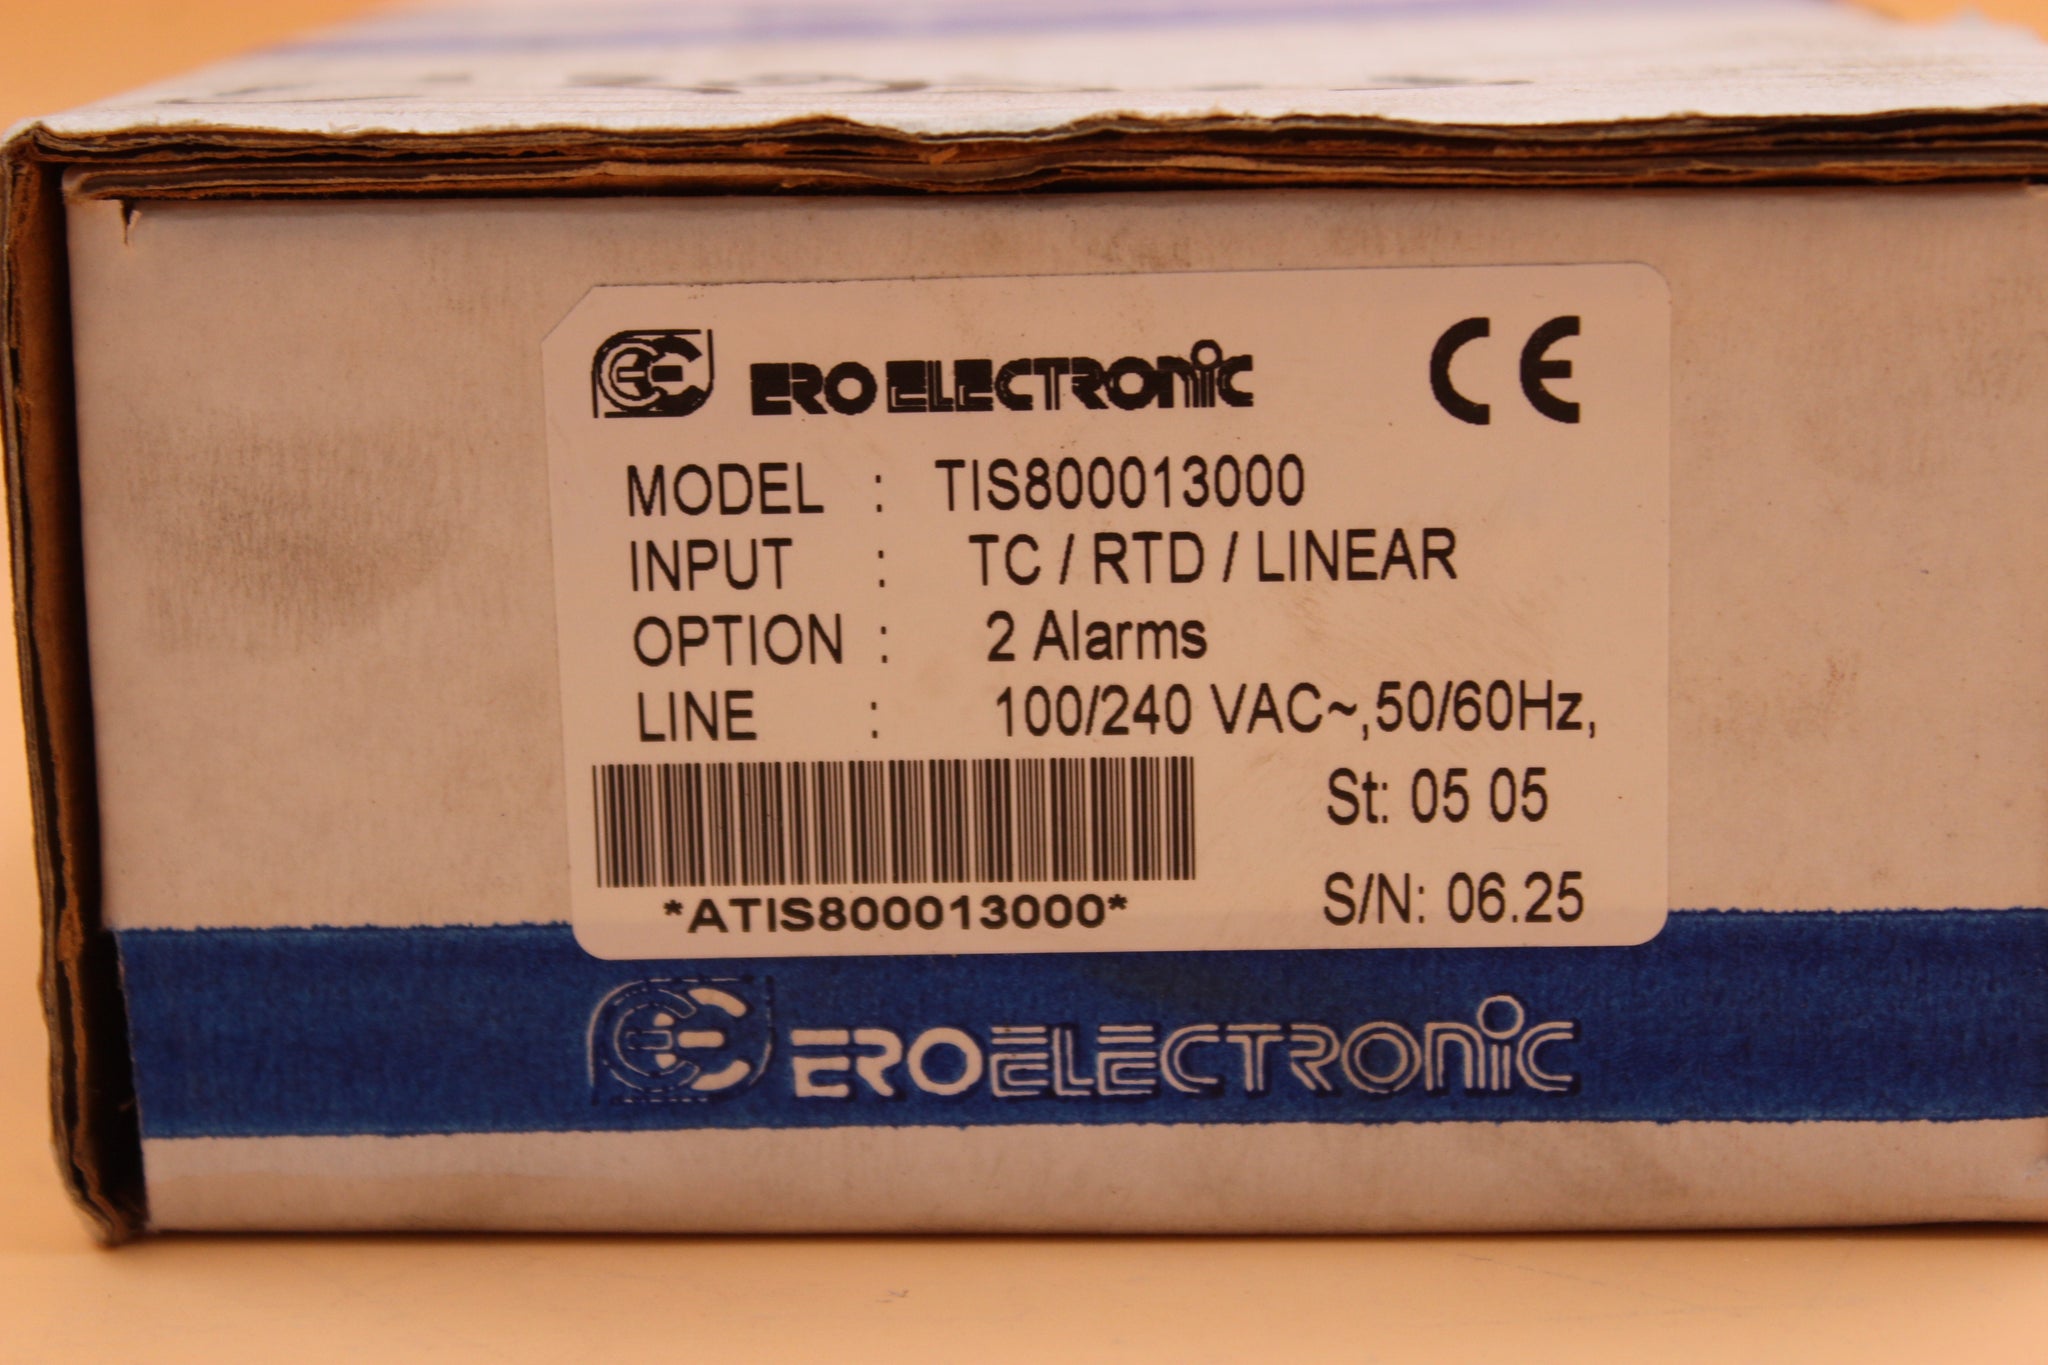 ERO ELECTRONIC CE
MODEL : TIS800013000
INPUT : TC / RTD / LINEAR
OPTION : 2 Alarms
LINE : 100/240 VAC~,50/60Hz,
St: 05 05
*ATIS800013000*
S/N: 06.25
ERO ELECTRONIC